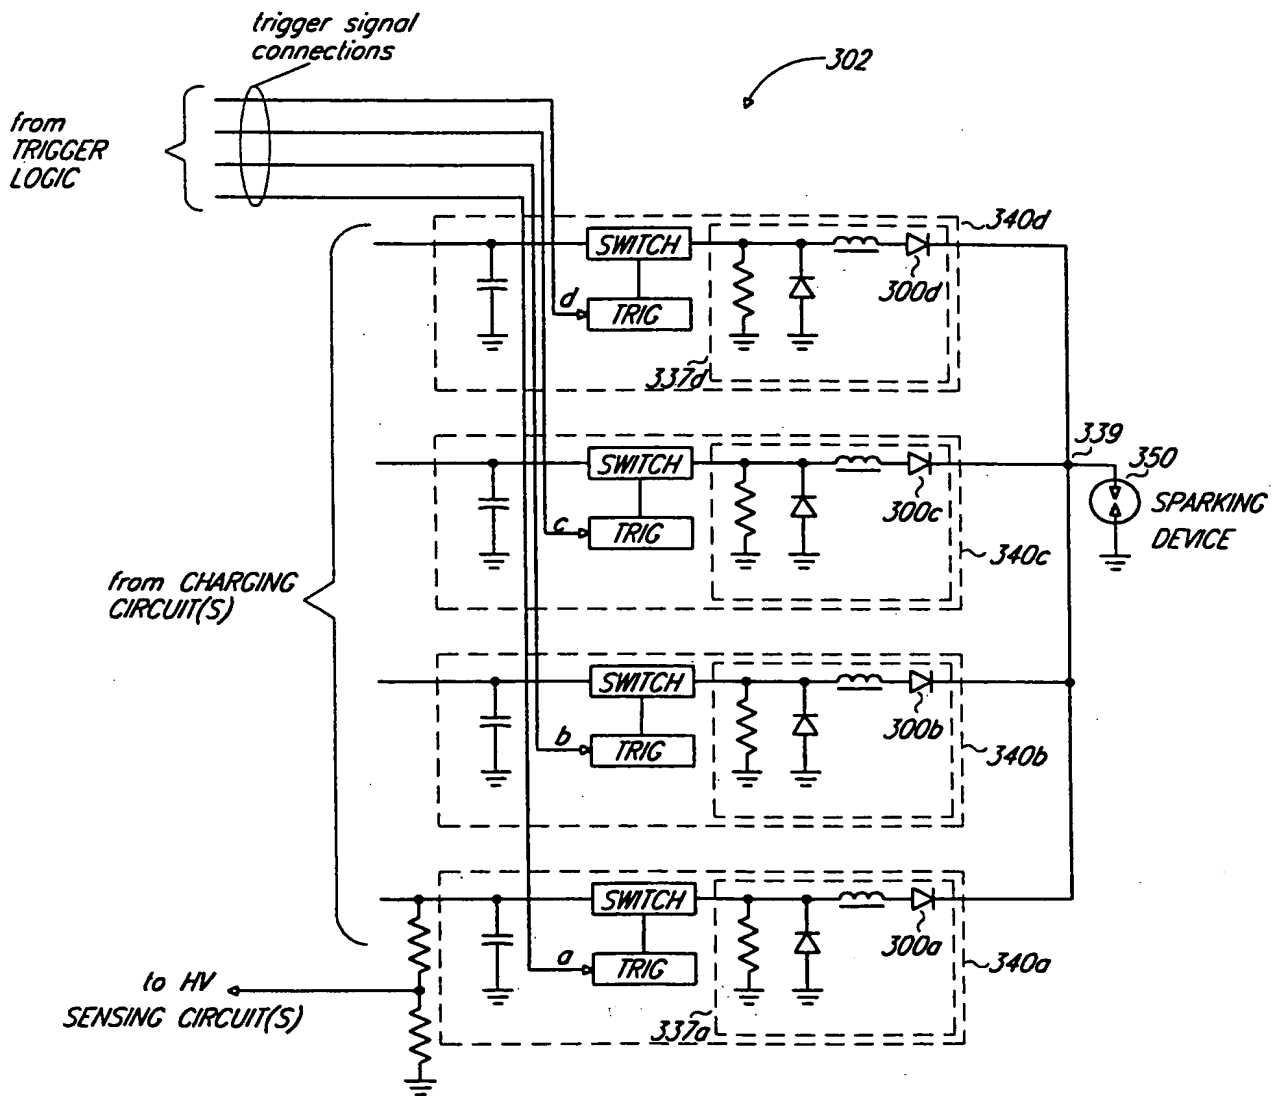 trigger signal
connections
302
from
TRIGGER
LOGIC
340d
SWITCH
300d
d
TRIG
337d
339
350
SWITCH
300c
SPARKING
DEVICE
c
TRIG
340c
from CHARGING
CIRCUIT(S)
SWITCH
300b
b
TRIG
340b
SWITCH
300a
a
TRIG
340a
to HV
SENSING CIRCUIT(S)
337a